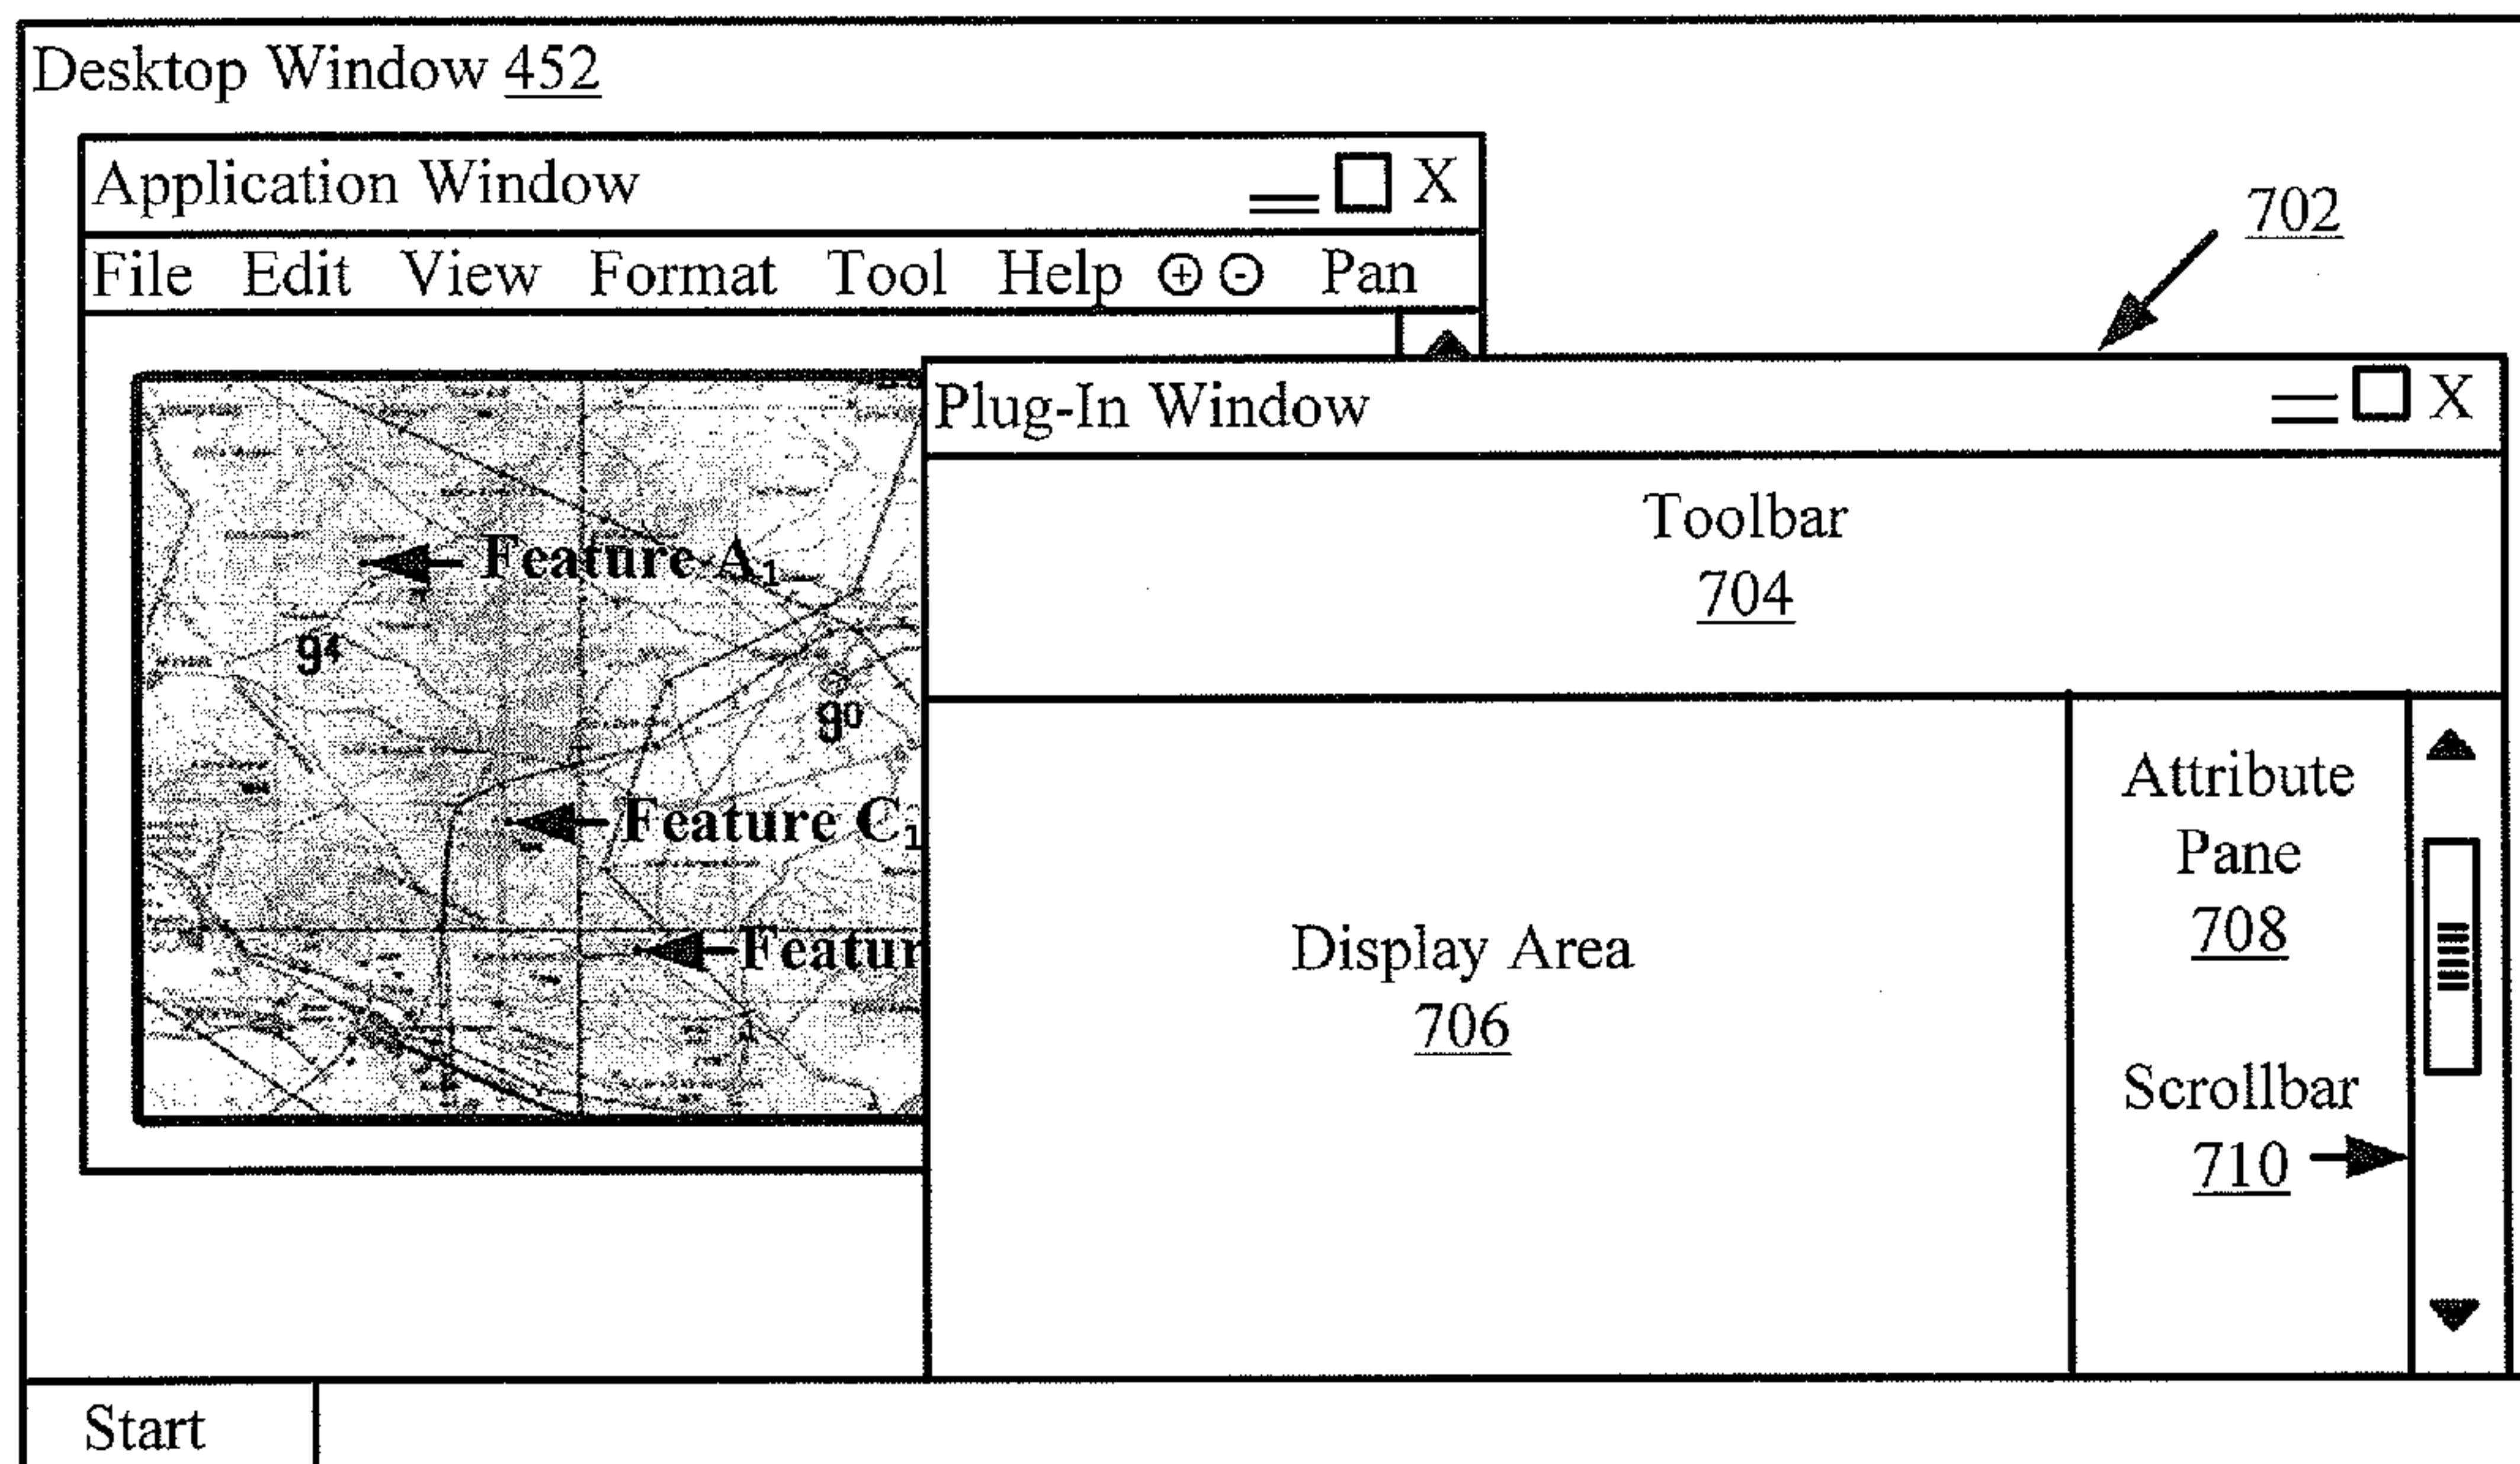 Desktop Window 452
Application Window X
File Edit View Format Tool Help + - Pan
702
Plug-In Window X
Toolbar
704
Feature A1
94
90
Feature C1
Featur
Display Area
706
Attribute
Pane
708
Scrollbar
710
Start